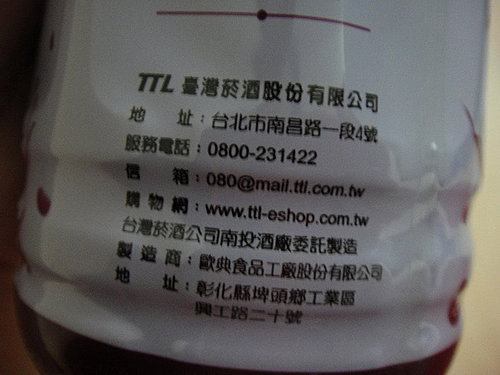 TTL 臺灣菸酒股份有限公司
地 址：台北市南昌路一段4號
服務電話：0800-231422
信 箱：080@mail.ttl.com.tw
購 物 網：www.ttl-eshop.com.tw
台灣菸酒公司南投酒廠委託製造
製 造 商：歐典食品工廠股份有限公司
地 址：彰化縣埤頭鄉工業區
興工路二十號